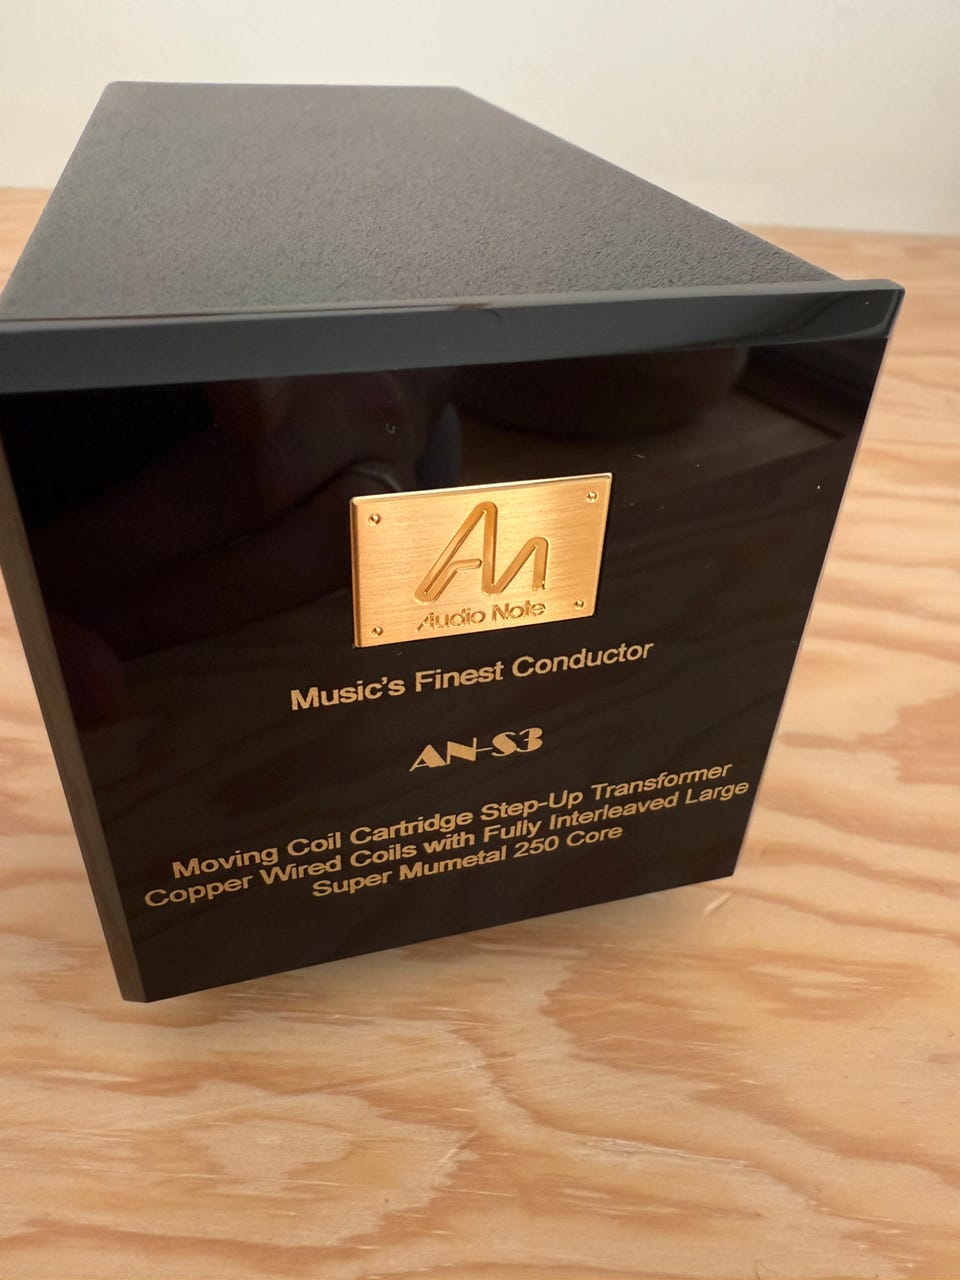 An
Audio Note
Music's Finest Conductor
AN-S3
Moving Coil Cartridge Step-Up Transformer
Copper Wired Coils with Fully Interleaved Large
Super Mumetal 250 Core